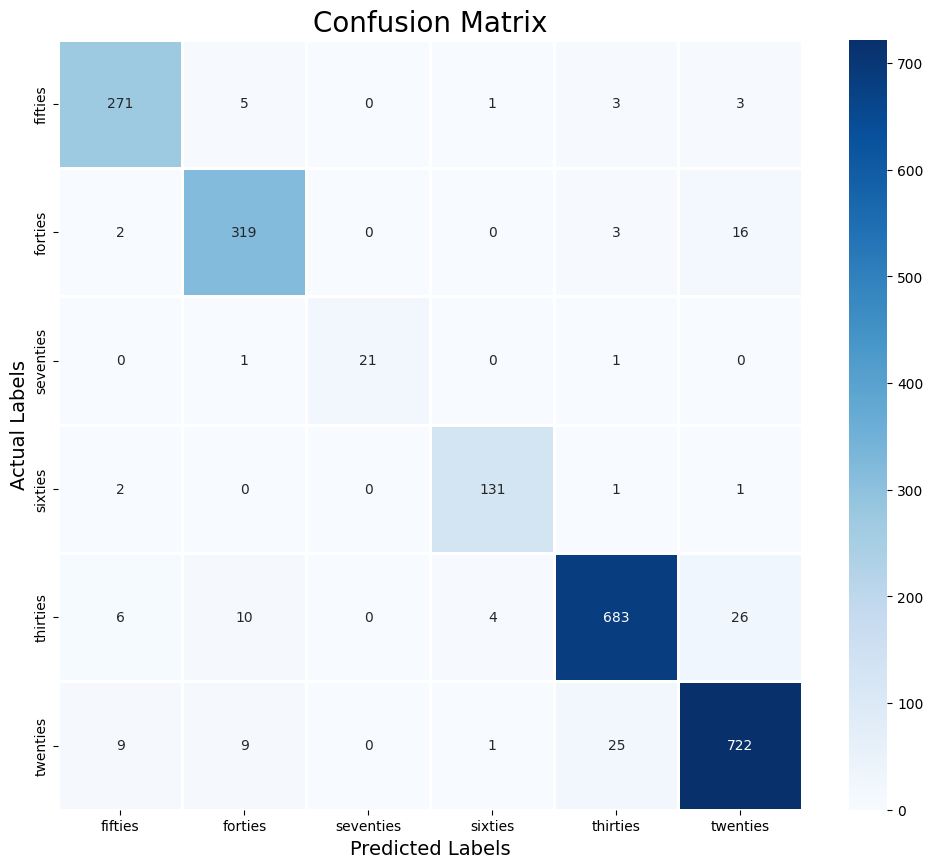 Confusion Matrix
fifties 271 5 0 1 3 3
forties 2 319 0 0 3 16
seventies 0 1 21 0 1 0
sixties 2 0 0 131 1 1
thirties 6 10 0 4 683 26
twenties 9 9 0 1 25 722
fifties forties seventies sixties thirties twenties
Predicted Labels
Actual Labels
700
600
500
400
300
200
100
0